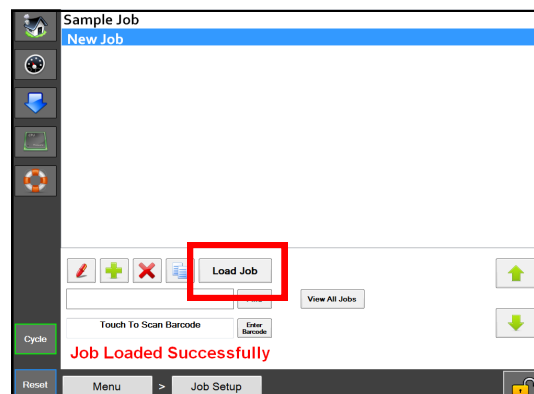 Sample Job
New Job
Load Job
View All Jobs
Touch To Scan Barcode
Enter Barcode
Cycle
Job Loaded Successfully
Reset
Menu > Job Setup